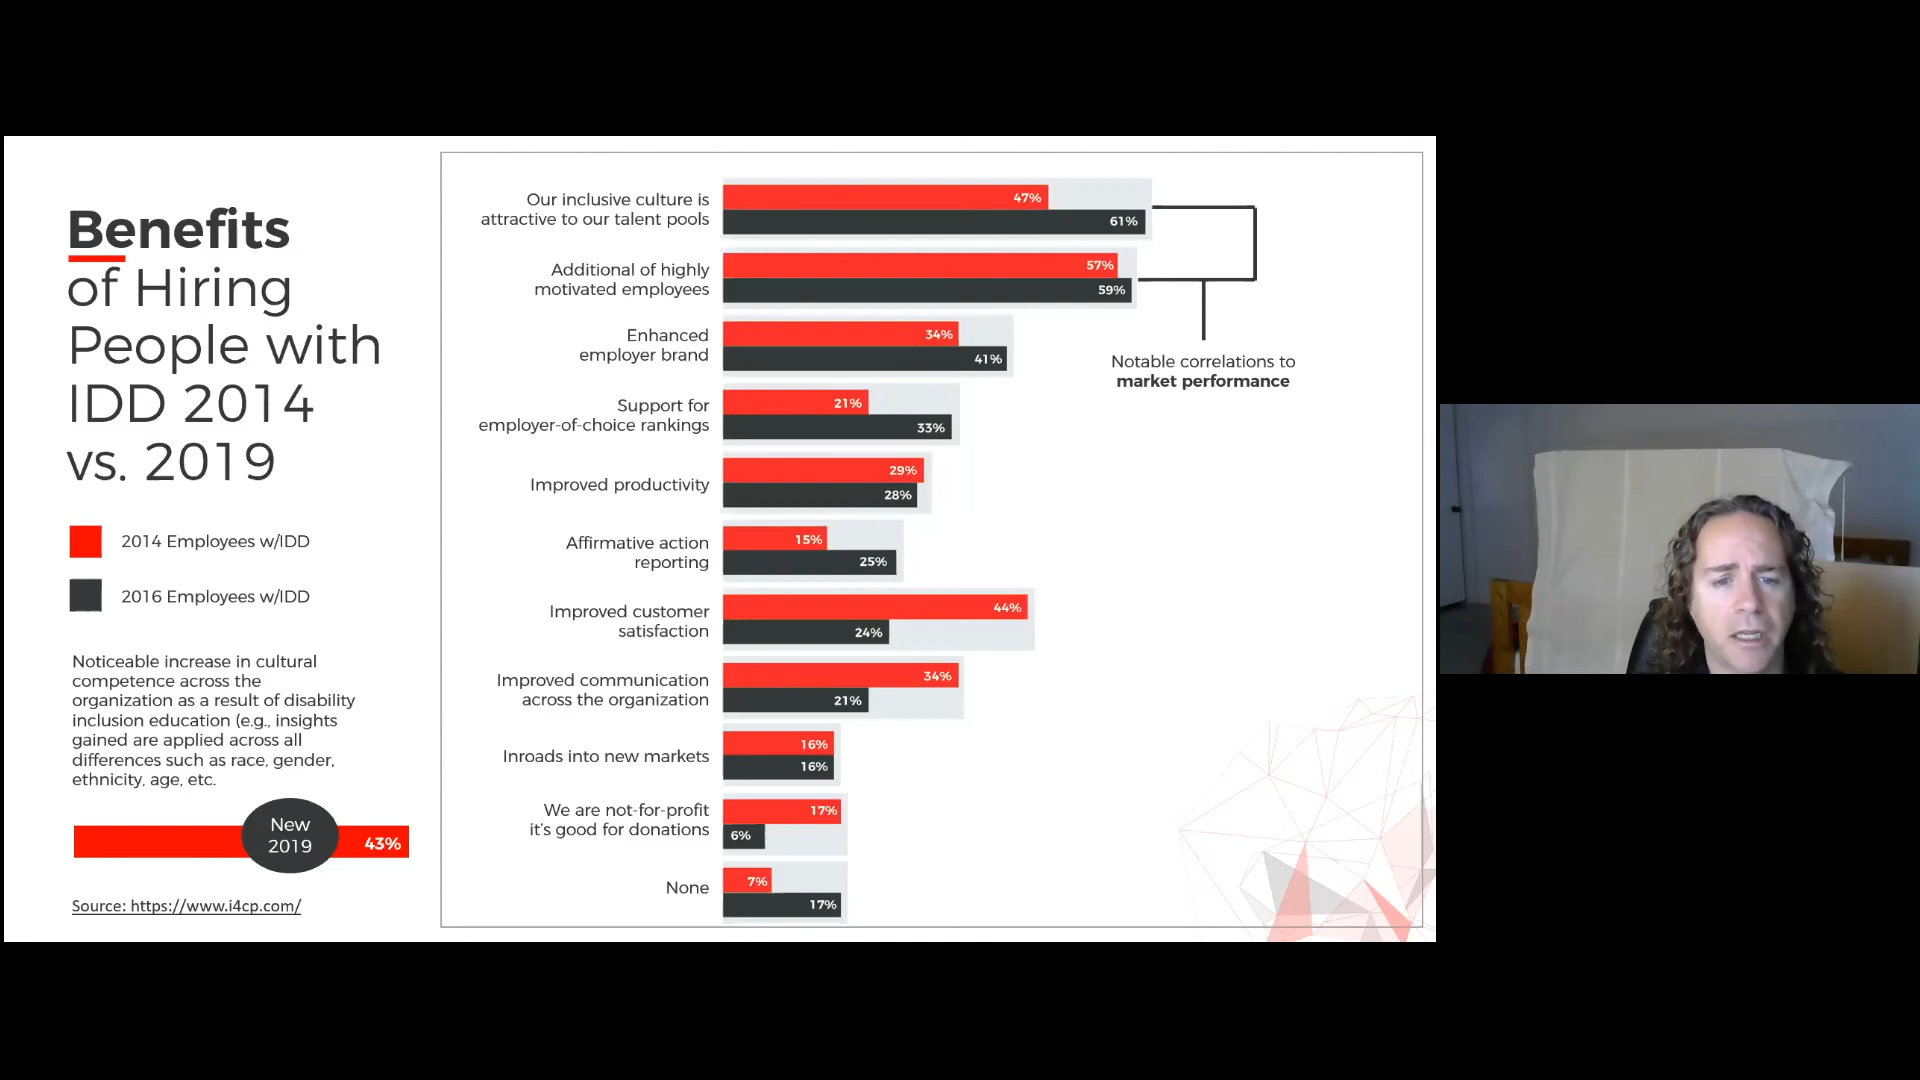 Benefits
of Hiring
People with
IDD 2014
vs. 2019
2014 Employees w/IDD
2016 Employees w/IDD
Noticeable increase in cultural
competence across the
organization as a result of disability
inclusion education (e.g., insights
gained are applied across all
differences such as race, gender,
ethnicity, age, etc.
New
2019
43%
Source: https://www.i4cp.com/
Our inclusive culture is
attractive to our talent pools
47%
61%
Additional of highly
motivated employees
57%
59%
Enhanced
employer brand
34%
41%
Support for
employer-of-choice rankings
21%
33%
Improved productivity
29%
28%
Affirmative action
reporting
15%
25%
Improved customer
satisfaction
44%
24%
Improved communication
across the organization
34%
21%
Inroads into new markets
16%
16%
We are not-for-profit
it's good for donations
17%
6%
None
7%
17%
Notable correlations to
market performance